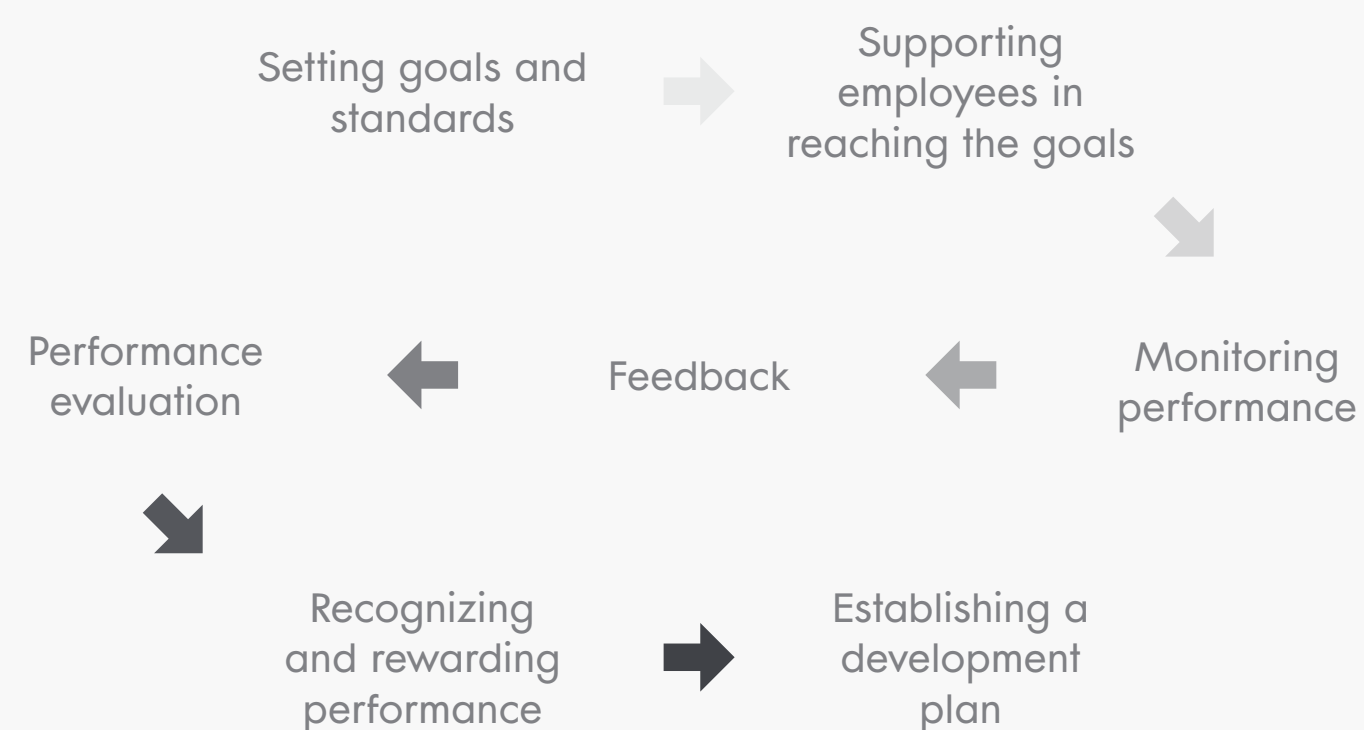 Setting goals and
standards
Supporting
employees in
reaching the goals
Monitoring
performance
Feedback
Performance
evaluation
Recognizing
and rewarding
performance
Establishing a
development
plan